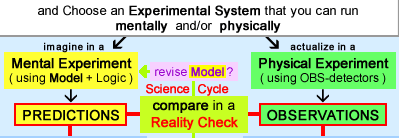 and Choose an Experimental System that you can run
mentally and/or physically
imagine in a
actualize in a
Mental Experiment
( using Model + Logic )
revise Model ?
Physical Experiment
( using OBS-detectors )
Science Cycle
PREDICTIONS
compare in a
Reality Check
OBSERVATIONS